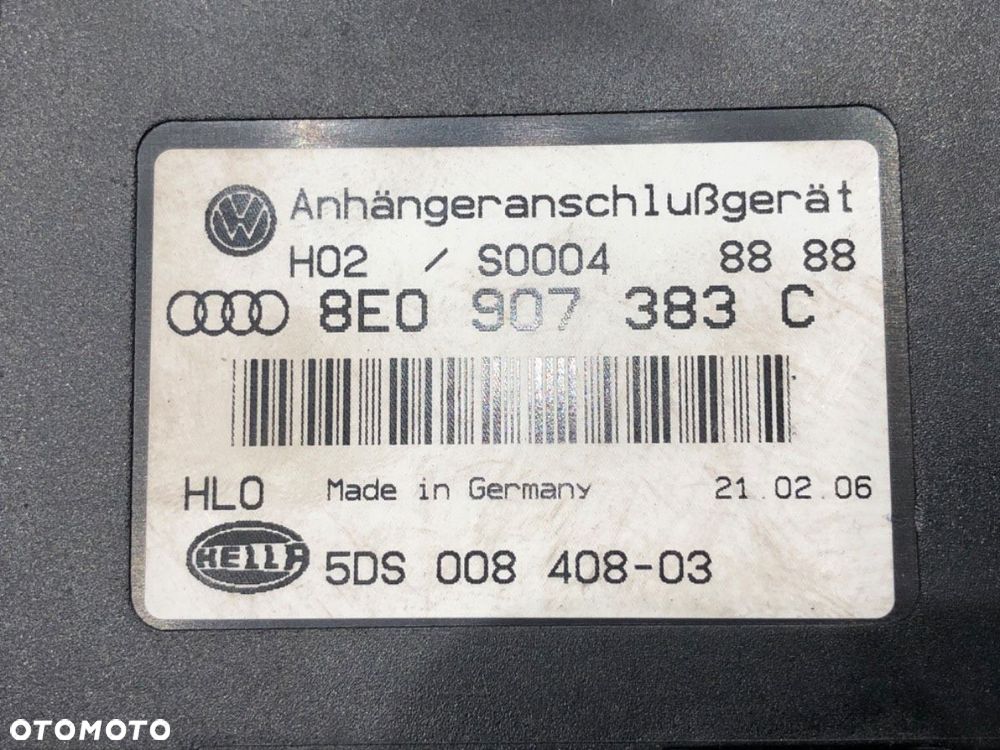 Anhängeranschlußgerät
H02 / S0004 88 88
8E0 907 383 C
HLO Made in Germany 21.02.06
HELLA 5DS 008 408-03
OTOMOTO OTOMOTO